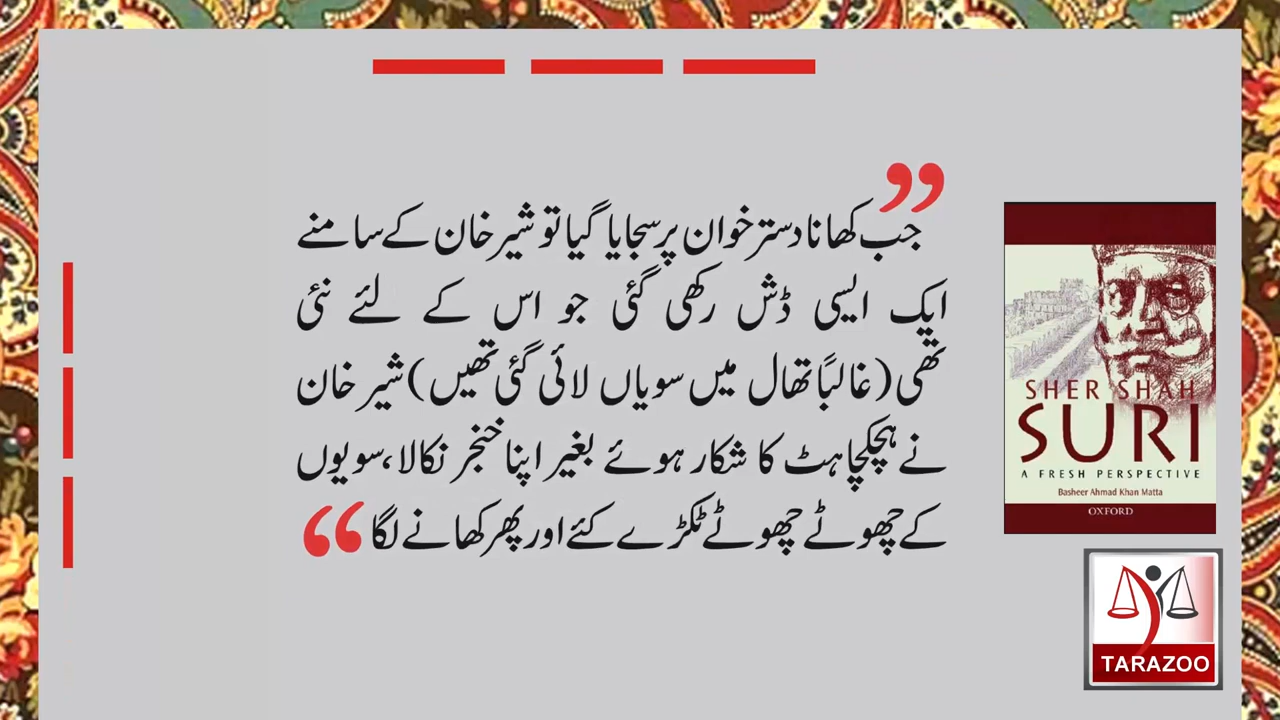 ”
جب کھانا دسترخوان پر سجایا گیا تو شیر خان کے سامنے
ایک ایسی ڈش رکھی گئی جو اس کے لئے نئی
تھی (غالباً تھال میں سویاں لائی گئی تھیں) شیر خان
نے ہچکچاہٹ کا شکار ہوئے بغیر اپنا خنجر نکالا، سویوں
کے چھوٹے چھوٹے ٹکڑے کئے اور پھر کھانے لگا “
SHER SHAH
SURI
A FRESH PERSPECTIVE
Basheer Ahmad Khan Matta
OXFORD
TARAZOO